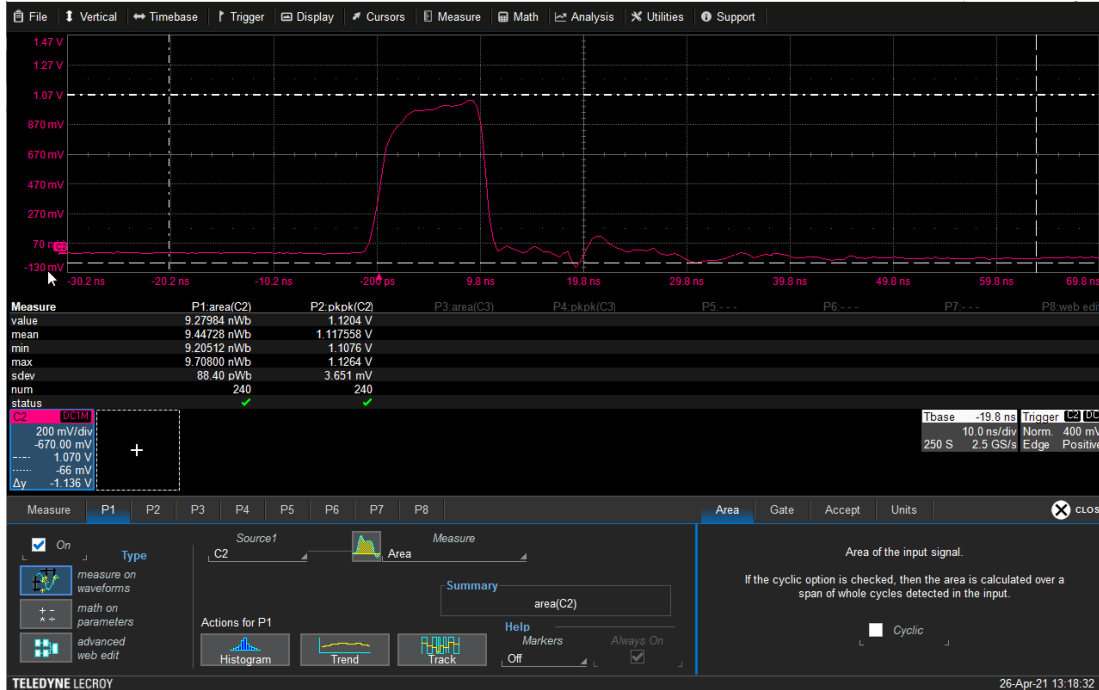 File Vertical Timebase Trigger Display Cursors Measure Math Analysis Utilities Support
1.47 V
1.27 V
1.07 V
870 mV
670 mV
470 mV
270 mV
70 mV
C2
-130 mV
-30.2 ns -20.2 ns -10.2 ns -200 ps 9.8 ns 19.8 ns 29.8 ns 39.8 ns 49.8 ns 59.8 ns 69.8 ns
Measure P1:area(C2) P2:pkpk(C2) P3:area(C3) P4:pkpk(C3) P5:- - - P6:- - - P7:- - - P8:web edit
value 9.27984 nWb 1.1204 V
mean 9.44728 nWb 1.117558 V
min 9.20512 nWb 1.1076 V
max 9.70800 nWb 1.1264 V
sdev 88.40 pWb 3.651 mV
num 240 240
status
C2 DC1M
200 mV/div
-670.00 mV
1.070 V
-66 mV
Δy -1.136 V
+
Tbase -19.8 ns Trigger C2 DC
10.0 ns/div Norm. 400 mV
250 S 2.5 GS/s Edge Positive
Measure P1 P2 P3 P4 P5 P6 P7 P8 Area Gate Accept Units CLOS
On
Type
measure on
waveforms
math on
parameters
advanced
web edit
Source1
C2
Measure
Area
Summary
area(C2)
Actions for P1
Histogram
Trend
Track
Help
Markers
Off
Always On
Area of the input signal.
If the cyclic option is checked, then the area is calculated over a
span of whole cycles detected in the input.
Cyclic
TELEDYNE LECROY 26-Apr-21 13:18:32